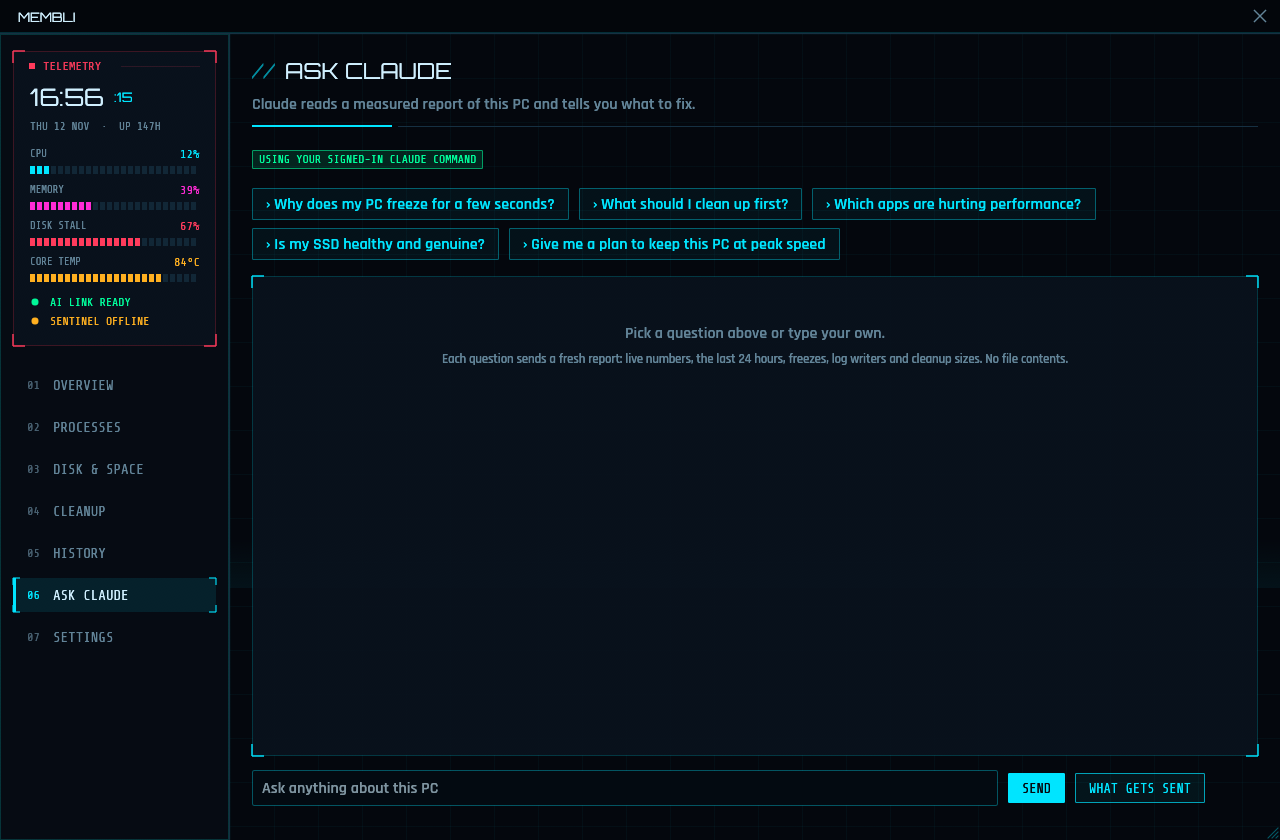 MEMBLI
TELEMETRY
16:56 :15
THU 12 NOV · UP 147H
CPU 12%
MEMORY 39%
DISK STALL 67%
CORE TEMP 84°C
AI LINK READY
SENTINEL OFFLINE
01 OVERVIEW
02 PROCESSES
03 DISK & SPACE
04 CLEANUP
05 HISTORY
06 ASK CLAUDE
07 SETTINGS
// ASK CLAUDE
Claude reads a measured report of this PC and tells you what to fix.
USING YOUR SIGNED-IN CLAUDE COMMAND
› Why does my PC freeze for a few seconds?
› What should I clean up first?
› Which apps are hurting performance?
› Is my SSD healthy and genuine?
› Give me a plan to keep this PC at peak speed
Pick a question above or type your own.
Each question sends a fresh report: live numbers, the last 24 hours, freezes, log writers and cleanup sizes. No file contents.
Ask anything about this PC
SEND
WHAT GETS SENT